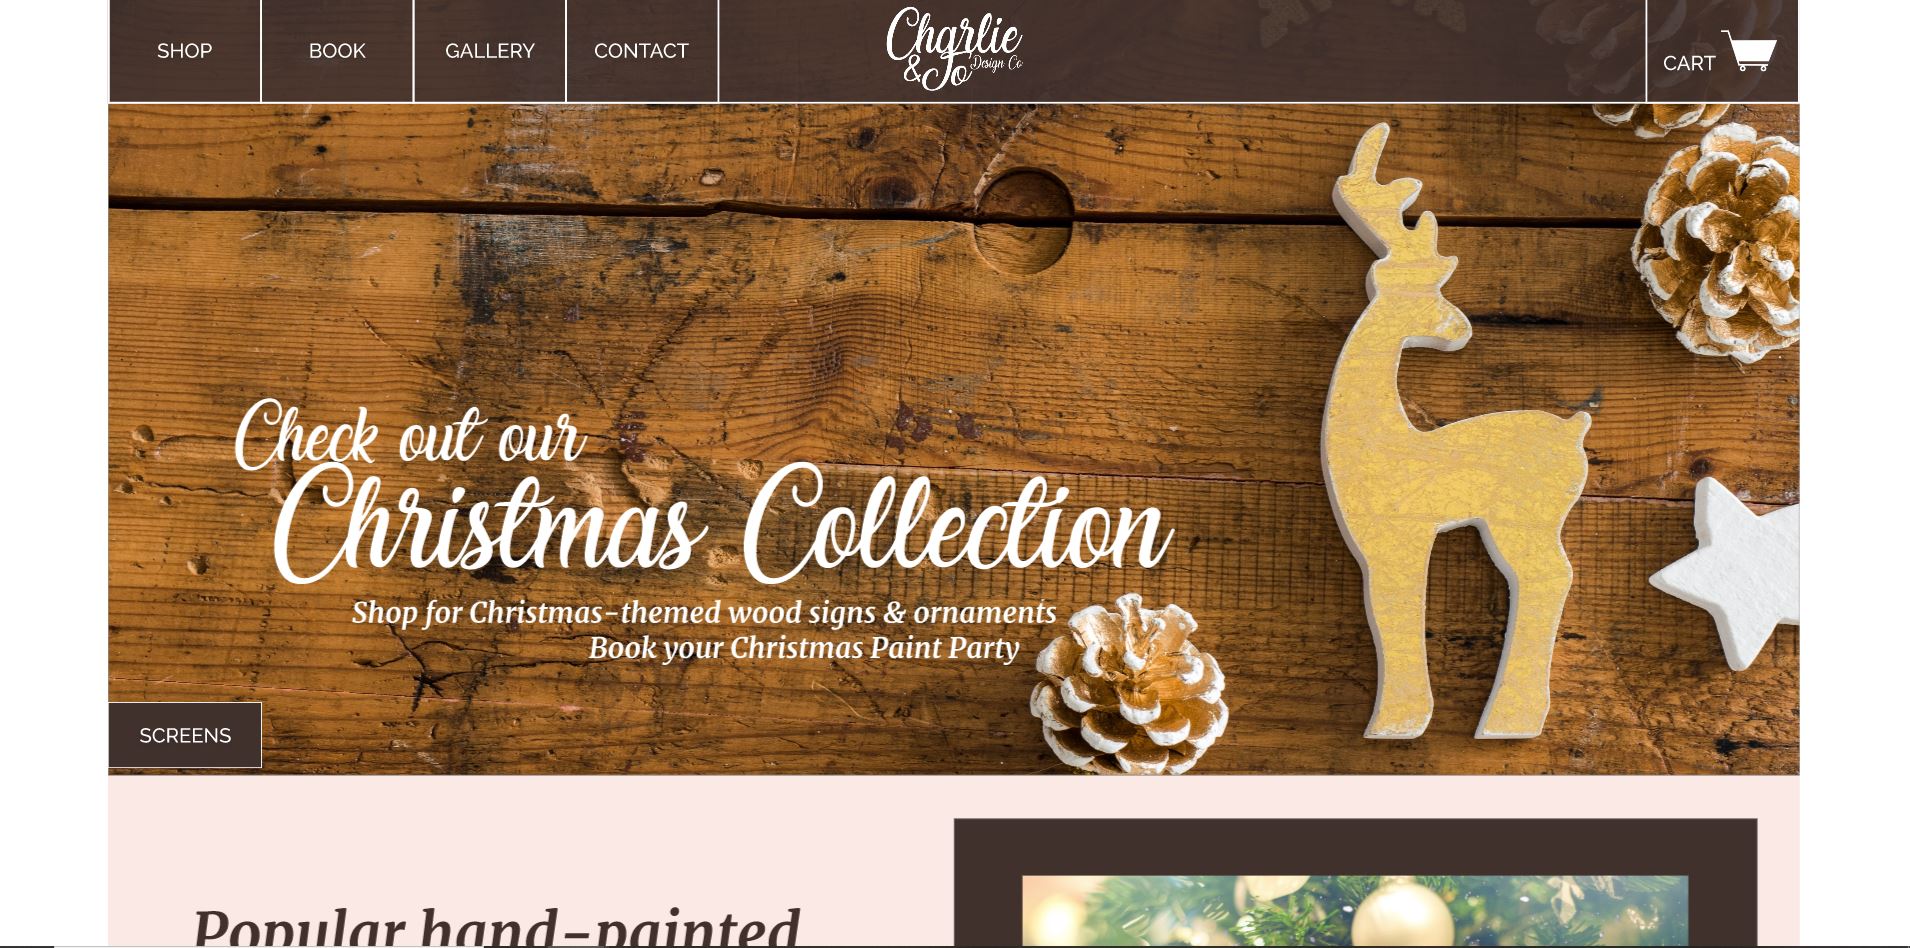 SHOP
BOOK
GALLERY
CONTACT
Charlie
& Jo Design Co
CART
Check out our
Christmas Collection
Shop for Christmas-themed wood signs & ornaments
Book your Christmas Paint Party
SCREENS
Popular hand-painted